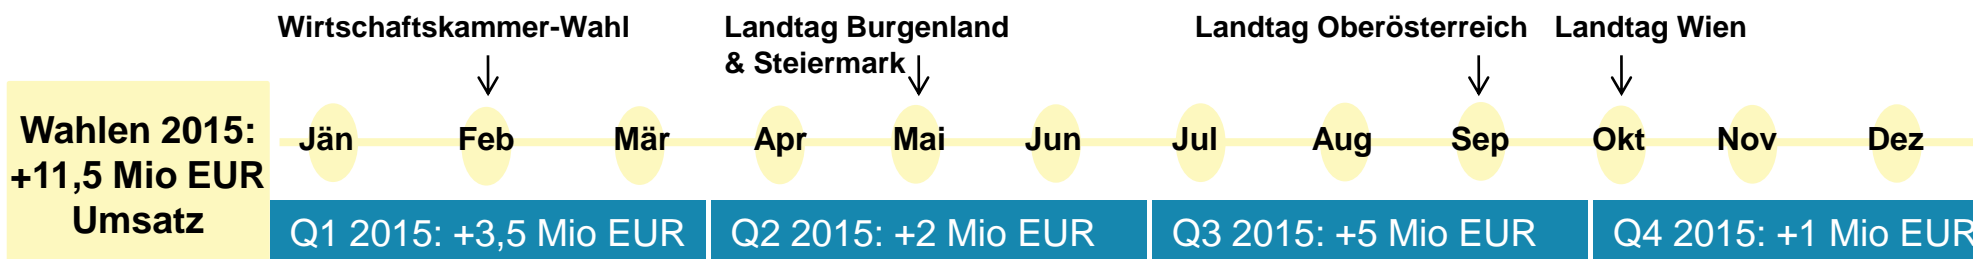 Wirtschaftskammer-Wahl
Landtag Burgenland
& Steiermark
Landtag Oberösterreich
Landtag Wien
Wahlen 2015:
+11,5 Mio EUR
Umsatz
Jän Feb Mär Apr Mai Jun Jul Aug Sep Okt Nov Dez
Q1 2015: +3,5 Mio EUR
Q2 2015: +2 Mio EUR
Q3 2015: +5 Mio EUR
Q4 2015: +1 Mio EUR